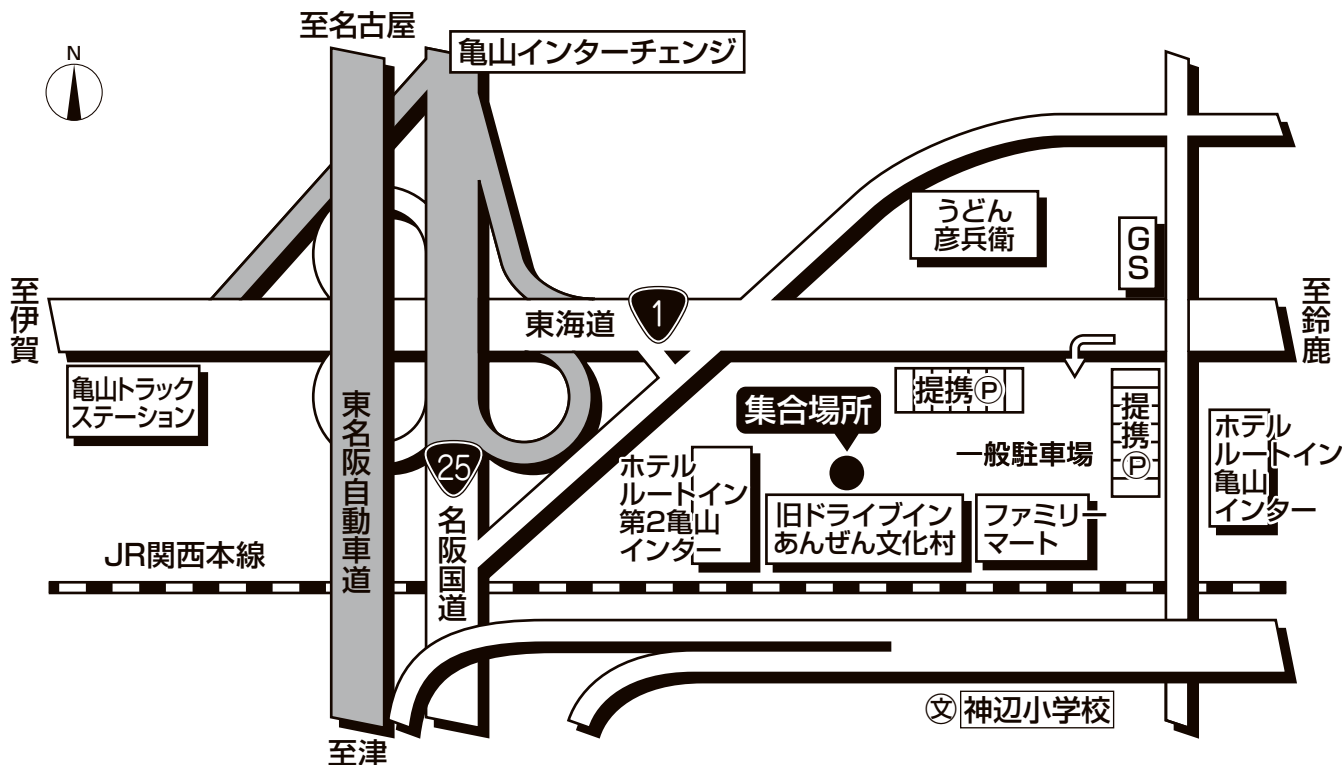 至名古屋
亀山インターチェンジ
N
うどん
彦兵衛
GS
至伊賀
至鈴鹿
東海道
1
亀山トラック
ステーション
東名阪自動車道
提携P
集合場所
提携P
一般駐車場
ホテル
ルートイン
亀山
インター
25
名阪国道
ホテル
ルートイン
第2亀山
インター
旧ドライブイン
あんぜん文化村
ファミリー
マート
JR関西本線
文 神辺小学校
至津